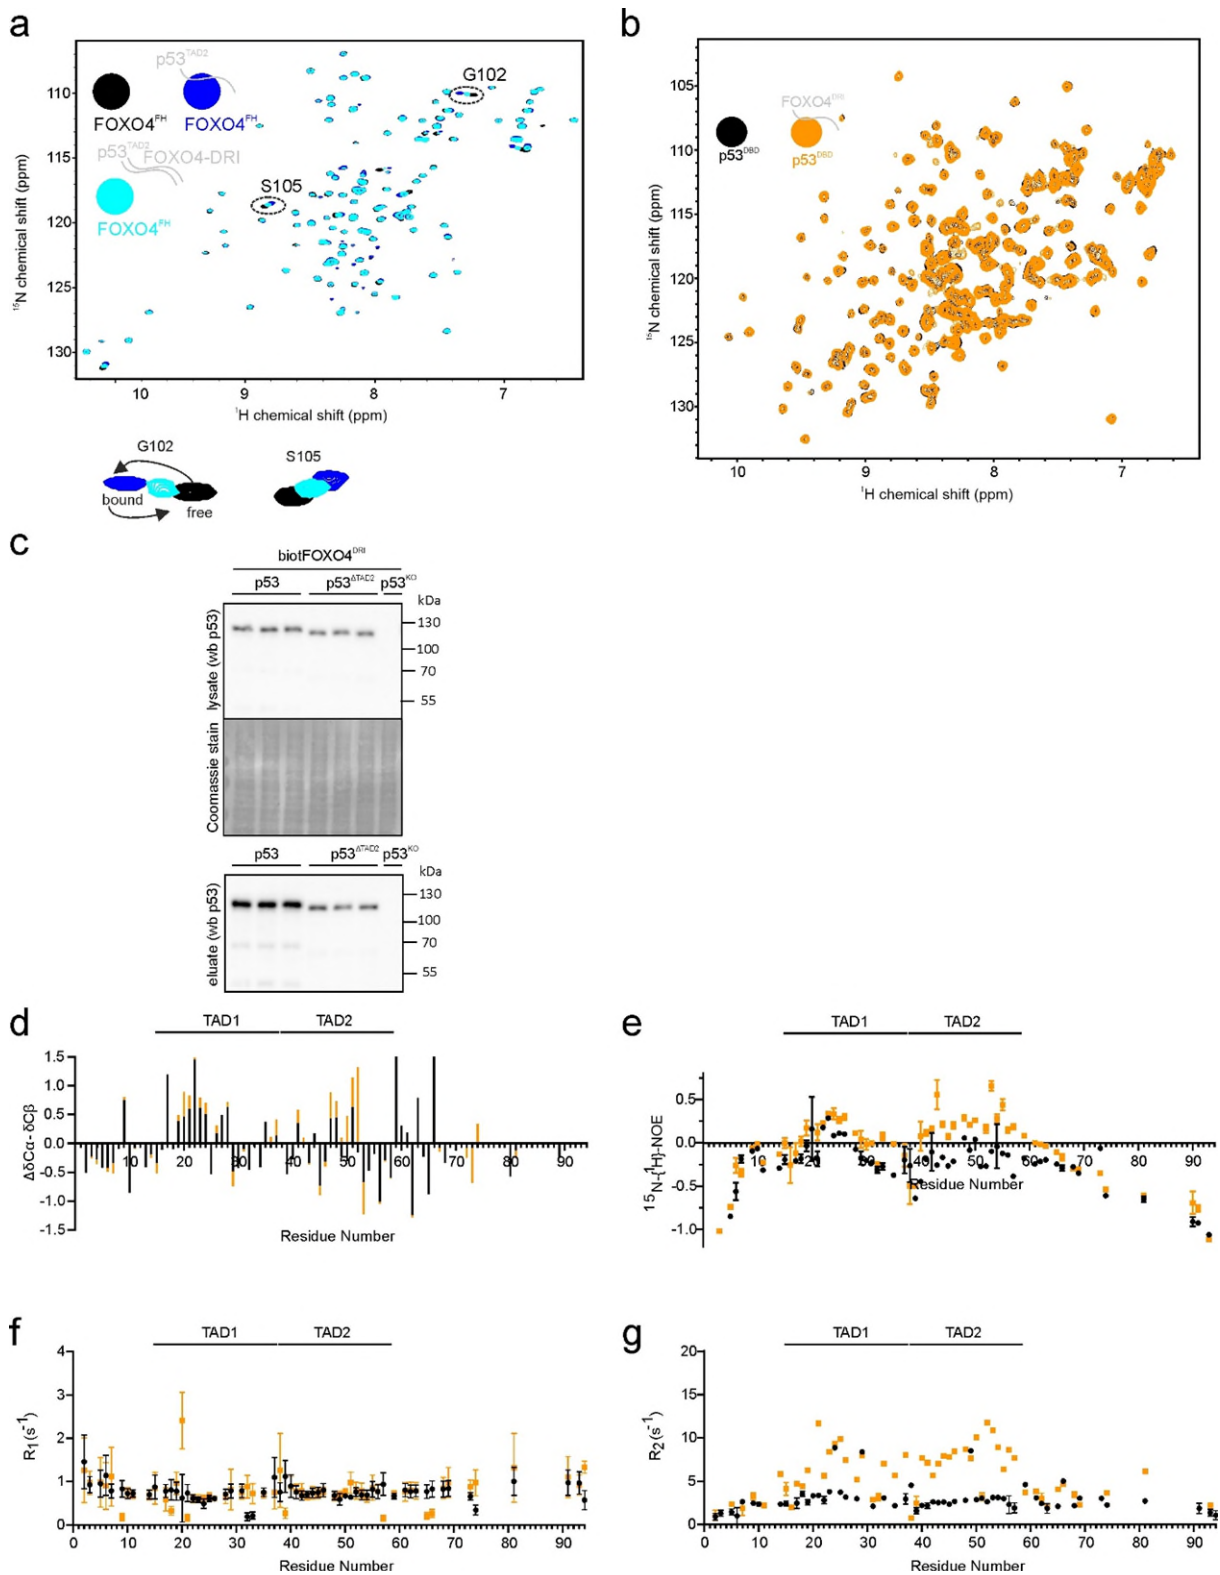 a
p53TAD2
FOXO4FH
FOXO4FH
p53TAD2
FOXO4-DRI
FOXO4FH
G102
S105
110
115
120
125
130
15N chemical shift (ppm)
10
9
8
7
1H chemical shift (ppm)
G102
bound
free
S105
b
FOXO4DRI
p53DBD
p53DBD
105
110
115
120
125
130
15N chemical shift (ppm)
10
9
8
7
1H chemical shift (ppm)
c
biotFOXO4DRI
p53
p53ΔTAD2
p53KO
kDa
130
100
70
55
lysate (wb p53)
Coomassie stain
p53
p53ΔTAD2
p53KO
kDa
130
100
70
55
eluate (wb p53)
d
TAD1
TAD2
ΔδCα- δCβ
1.5
1.0
0.5
0.0
-0.5
-1.0
-1.5
10 20 30 40 50 60 70 80 90
Residue Number
e
TAD1
TAD2
15N-{1H}-NOE
0.5
0.0
-0.5
-1.0
10 20 30 40 50 60 70 80 90
Residue Number
f
TAD1
TAD2
R1(s-1)
4
3
2
1
0
0 10 20 30 40 50 60 70 80 90
Residue Number
g
TAD1
TAD2
R2(s-1)
20
15
10
5
0
0 10 20 30 40 50 60 70 80 90
Residue Number